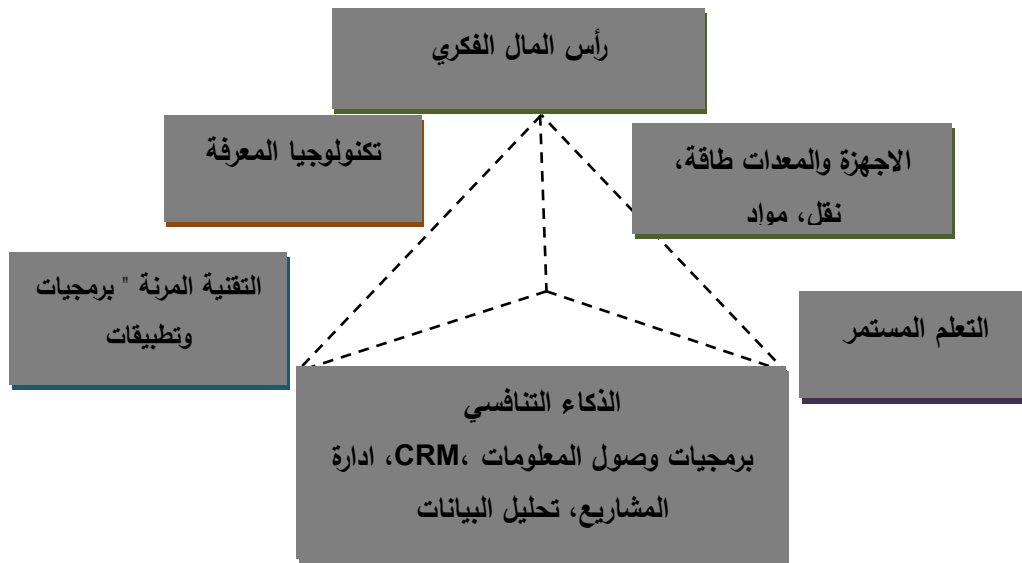 رأس المال الفكري
تكنولوجيا المعرفة
الاجهزة والمعدات طاقة،
نقل، مواد
التقنية المرنة " برمجيات
وتطبيقات
التعلم المستمر
الذكاء التنافسي
برمجيات وصول المعلومات ،CRM، ادارة
المشاريع، تحليل البيانات